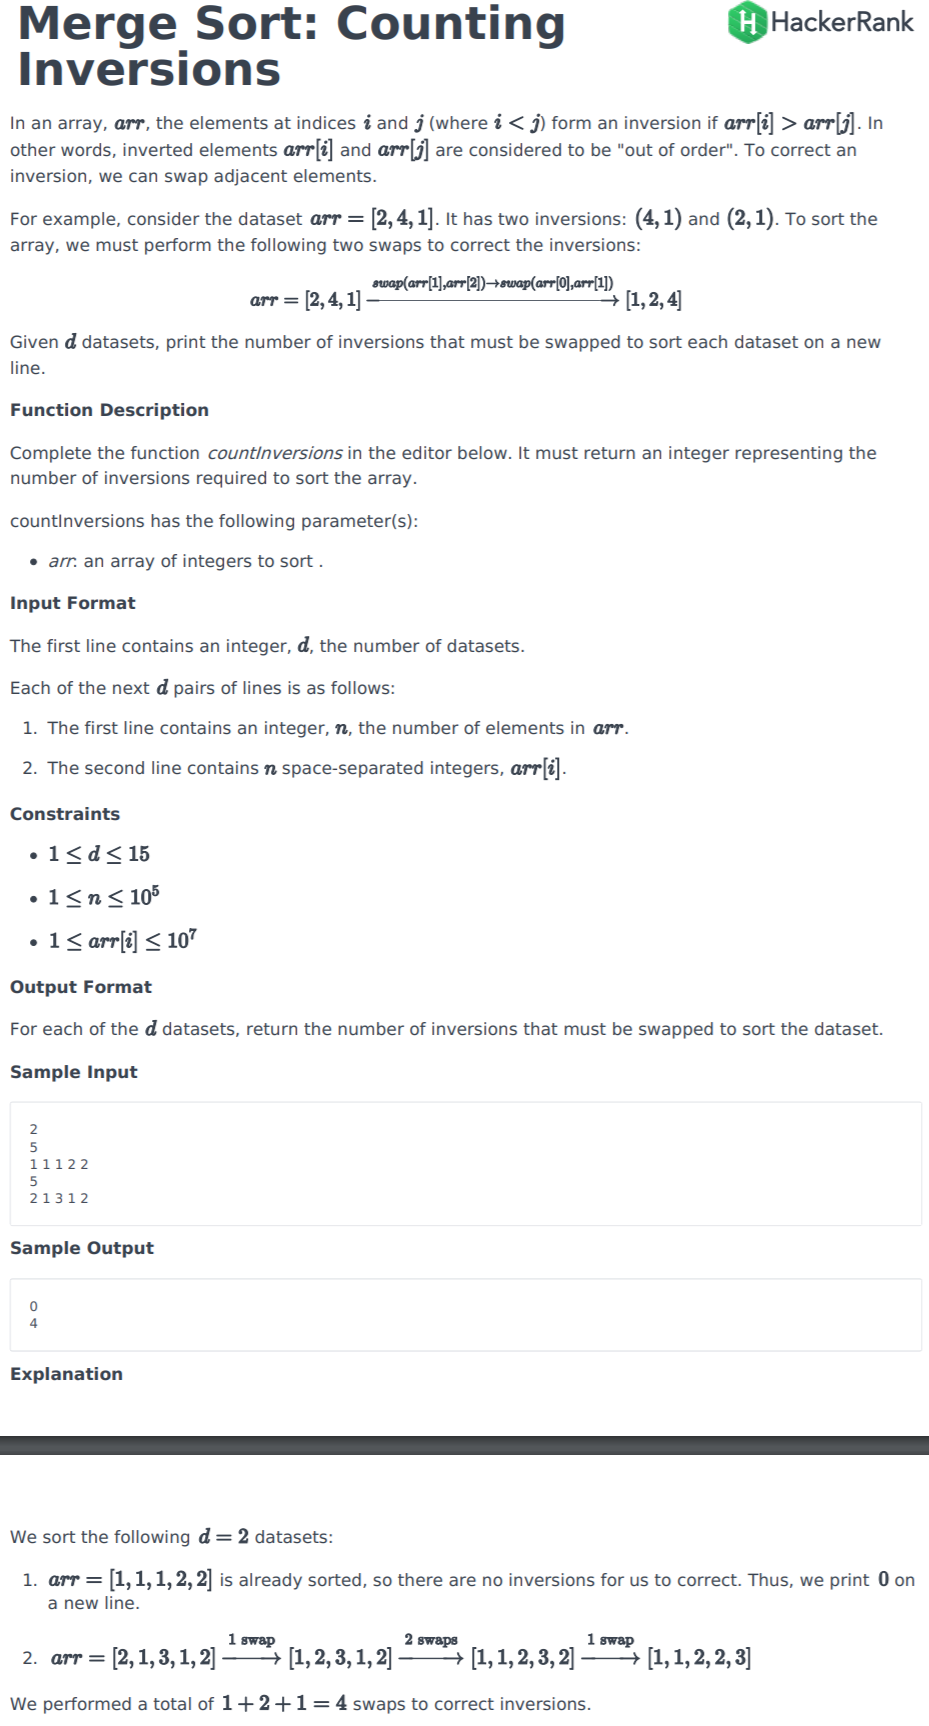 Merge Sort: Counting
Inversions
HackerRank
In an array, arr, the elements at indices i and j (where i < j) form an inversion if arr[i] > arr[j]. In
other words, inverted elements arr[i] and arr[j] are considered to be "out of order". To correct an
inversion, we can swap adjacent elements.
For example, consider the dataset arr = [2, 4, 1]. It has two inversions: (4, 1) and (2, 1). To sort the
array, we must perform the following two swaps to correct the inversions:
swap(arr[1],arr[2])→swap(arr[0],arr[1])
arr = [2, 4, 1] → [1, 2, 4]
Given d datasets, print the number of inversions that must be swapped to sort each dataset on a new
line.
Function Description
Complete the function countInversions in the editor below. It must return an integer representing the
number of inversions required to sort the array.
countInversions has the following parameter(s):
• arr: an array of integers to sort .
Input Format
The first line contains an integer, d, the number of datasets.
Each of the next d pairs of lines is as follows:
1. The first line contains an integer, n, the number of elements in arr.
2. The second line contains n space-separated integers, arr[i].
Constraints
• 1 ≤ d ≤ 15
• 1 ≤ n ≤ 10⁵
• 1 ≤ arr[i] ≤ 10⁷
Output Format
For each of the d datasets, return the number of inversions that must be swapped to sort the dataset.
Sample Input
2
5
1 1 1 2 2
5
2 1 3 1 2
Sample Output
0
4
Explanation
We sort the following d = 2 datasets:
1. arr = [1, 1, 1, 2, 2] is already sorted, so there are no inversions for us to correct. Thus, we print 0 on
a new line.
1 swap 2 swaps 1 swap
2. arr = [2, 1, 3, 1, 2] → [1, 2, 3, 1, 2] → [1, 1, 2, 3, 2] → [1, 1, 2, 2, 3]
We performed a total of 1 + 2 + 1 = 4 swaps to correct inversions.